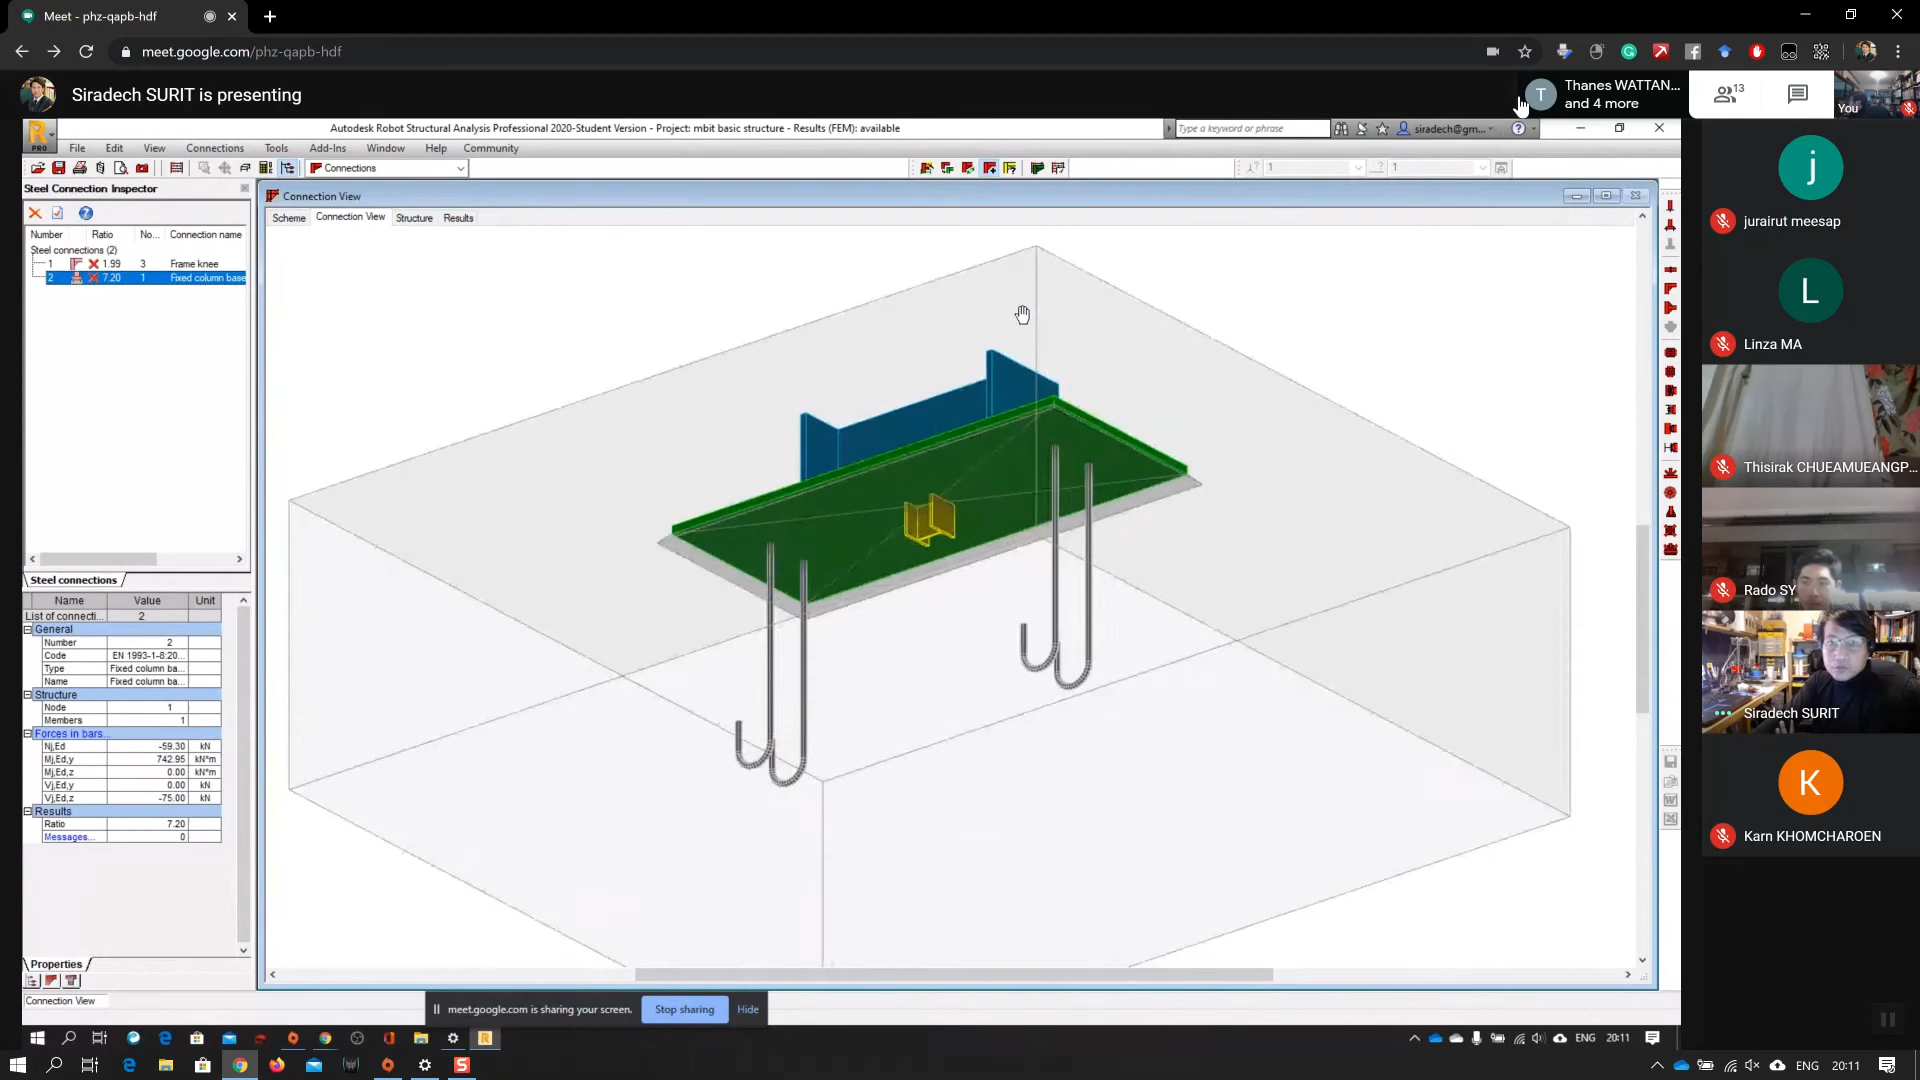 Meet - phz-qapb-hdf
meet.google.com/phz-qapb-hdf
Siradech SURIT is presenting
Thanes WATTAN...
and 4 more
13
You
T
PRO
Autodesk Robot Structural Analysis Professional 2020-Student Version - Project: mbit basic structure - Results (FEM): available
Type a keyword or phrase
siradech@gm...
File Edit View Connections Tools Add-Ins Window Help Community
Connections
1
1
Steel Connection Inspector
Connection View
Scheme Connection View Structure Results
Number Ratio No... Connection name
Steel connections (2)
1 1.99 3 Frame knee
2 7.20 1 Fixed column base
Steel connections
Name Value Unit
List of connecti... 2
General
Number 2
Code EN 1993-1-8:20...
Type Fixed column ba...
Name Fixed column ba...
Structure
Node 1
Members 1
Forces in bars...
Nj,Ed -59.30 kN
Mj,Ed,y 742.95 kN*m
Mj,Ed,z 0.00 kN*m
Vj,Ed,y 0.00 kN
Vj,Ed,z -75.00 kN
Results
Ratio 7.20
Messages... 0
Properties
Connection View
meet.google.com is sharing your screen. Stop sharing Hide
ENG 20:11
ENG 20:11
j
jurairut meesap
L
Linza MA
Thisirak CHUEAMUEANGP...
Rado SY
Siradech SURIT
K
Karn KHOMCHAROEN